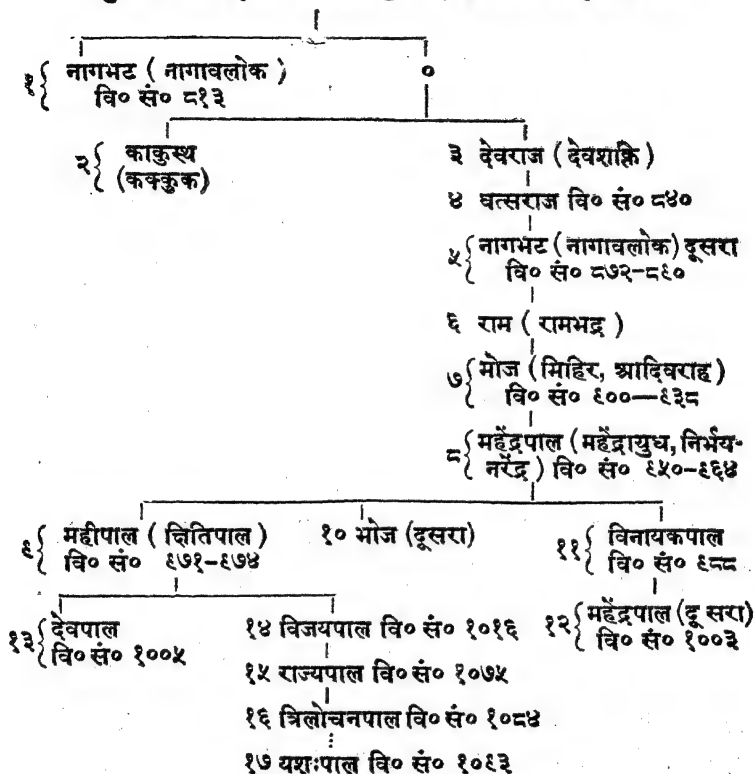 १ { नागभट ( नागावलोक ) ०
वि० सं० ८१३
२ { काकुस्थ
(कक्कुक)
३ देवराज ( देवशक्ति )
४ वत्सराज वि० सं० ८४०
५ { नागभट (नागावलोक) दूसरा
वि० सं० ८७२-८९०
६ राम ( रामभद्र )
७ { भोज (मिहिर, आदिवराह)
वि० सं० ९००—९३८
८ { महेंद्रपाल (महेंद्रायुध, निर्भय-
नरेंद्र) वि० सं० ९५०-९६४
९ { महीपाल ( क्षितिपाल )
वि० सं० ९७१-९७४
१० भोज (दूसरा)
११ { विनायकपाल
वि० सं० ९८८
१२ { महेंद्रपाल (दूसरा)
वि० सं० १००३
१३ { देवपाल
वि० सं० १००५
१४ विजयपाल वि० सं० १०१६
१५ राज्यपाल वि० सं० १०७५
१६ त्रिलोचनपाल वि० सं० १०८४
१७ यशःपाल वि० सं० १०९३